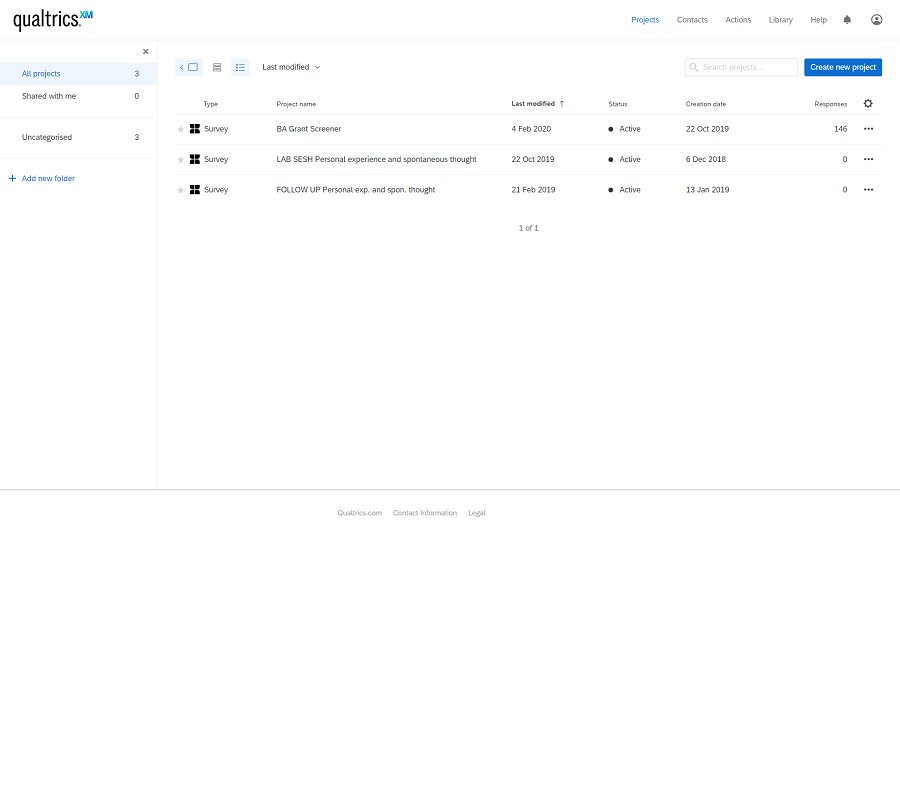 qualtrics.XM
Projects Contacts Actions Library Help
All projects 3
Shared with me 0
Uncategorised 3
Add new folder
Last modified
Search projects...
Create new project
Type Project name Last modified Status Creation date Responses
Survey BA Grant Screener 4 Feb 2020 Active 22 Oct 2019 146
Survey LAB SESH Personal experience and spontaneous thought 22 Oct 2019 Active 6 Dec 2018 0
Survey FOLLOW UP Personal exp. and spon. thought 21 Feb 2019 Active 13 Jan 2019 0
1 of 1
Qualtrics.com Contact Information Legal